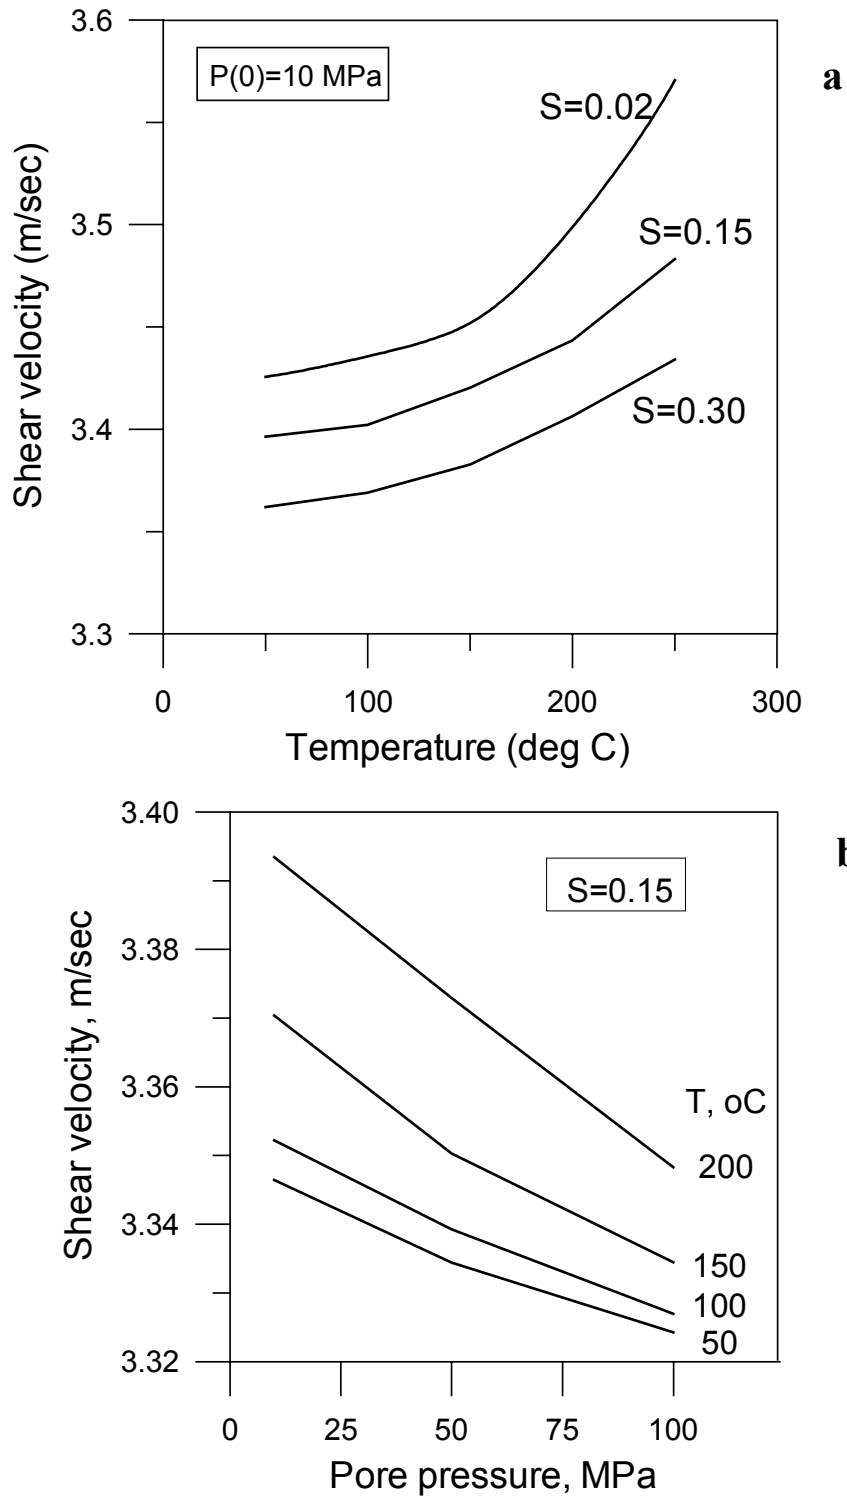 3.6
P(0)=10 MPa
a
S=0.02
3.5
S=0.15
Shear velocity (m/sec)
3.4
S=0.30
3.3
0 100 200 300
Temperature (deg C)
3.40
b
S=0.15
3.38
Shear velocity, m/sec
3.36
T, oC
200
3.34
150
100
50
3.32
0 25 50 75 100
Pore pressure, MPa